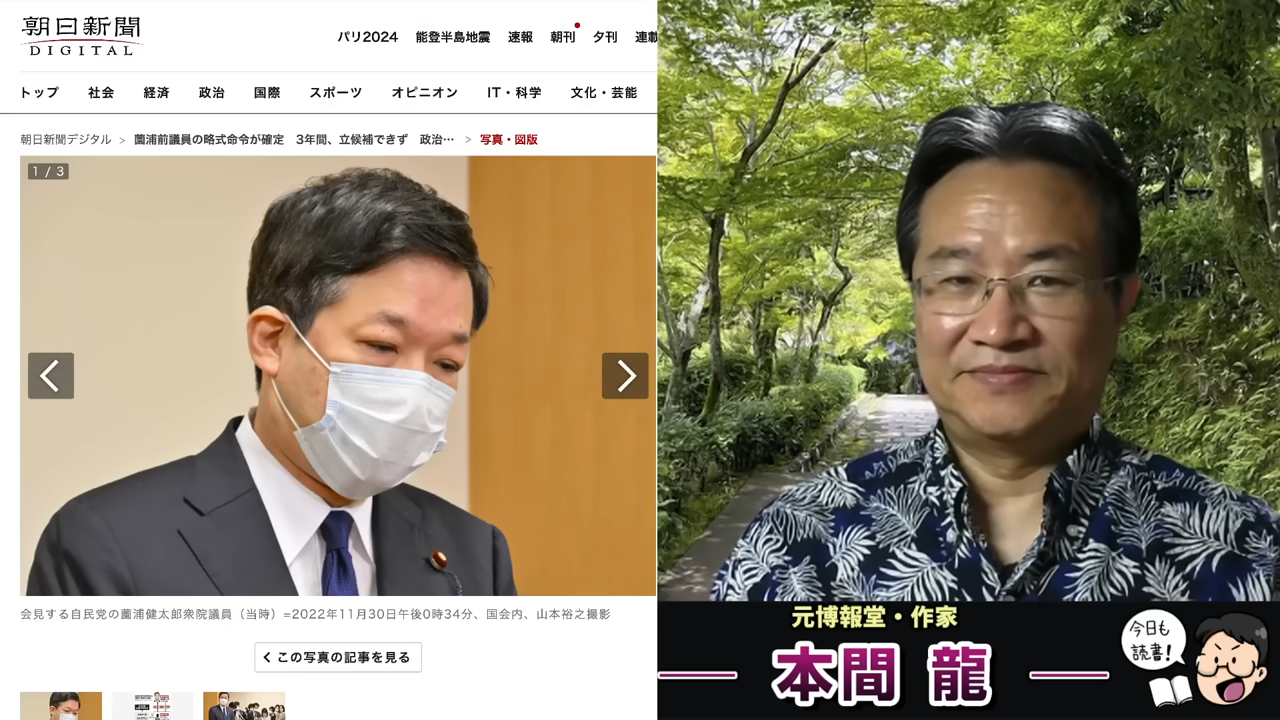 朝日新聞
DIGITAL
パリ2024 能登半島地震 速報 朝刊 夕刊 連載
トップ 社会 経済 政治 国際 スポーツ オピニオン IT・科学 文化・芸能
朝日新聞デジタル > 薗浦前議員の略式命令が確定 3年間、立候補できず 政治… > 写真・図版
1 / 3
会見する自民党の薗浦健太郎衆院議員（当時）=2022年11月30日午後0時34分、国会内、山本裕之撮影
この写真の記事を見る
元博報堂・作家
本間 龍
今日も
読書!